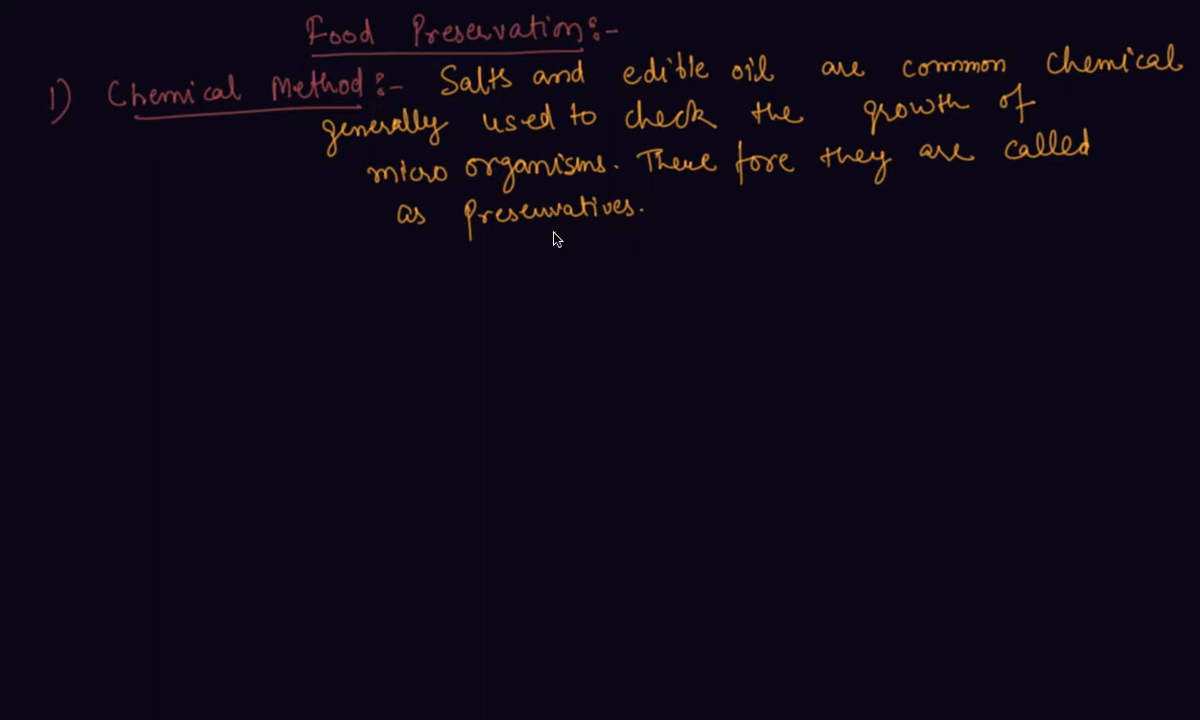 Food Preservation:-
1) Chemical Method:- Salts and edible oil are common chemical
generally used to check the growth of
micro organisms. There fore they are called
as Preservatives.